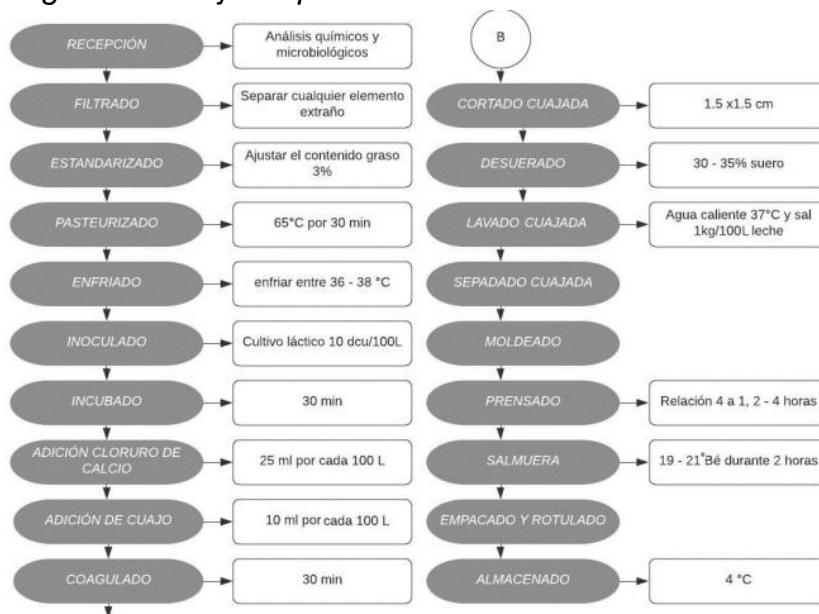 RECEPCIÓN
Análisis químicos y
microbiológicos
FILTRADO
Separar cualquier elemento
extraño
ESTANDARIZADO
Ajustar el contenido graso
3%
PASTEURIZADO
65°C por 30 min
ENFRIADO
enfriar entre 36 - 38 °C
INOCULADO
Cultivo láctico 10 dcu/100L
INCUBADO
30 min
ADICIÓN CLORURO DE
CALCIO
25 ml por cada 100 L
ADICIÓN DE CUAJO
10 ml por cada 100 L
COAGULADO
30 min
B
CORTADO CUAJADA
1.5 x1.5 cm
DESUERADO
30 - 35% suero
LAVADO CUAJADA
Agua caliente 37°C y sal
1kg/100L leche
SEPADADO CUAJADA
MOLDEADO
PRENSADO
Relación 4 a 1, 2 - 4 horas
SALMUERA
19 - 21°Bé durante 2 horas
EMPACADO Y ROTULADO
ALMACENADO
4 °C